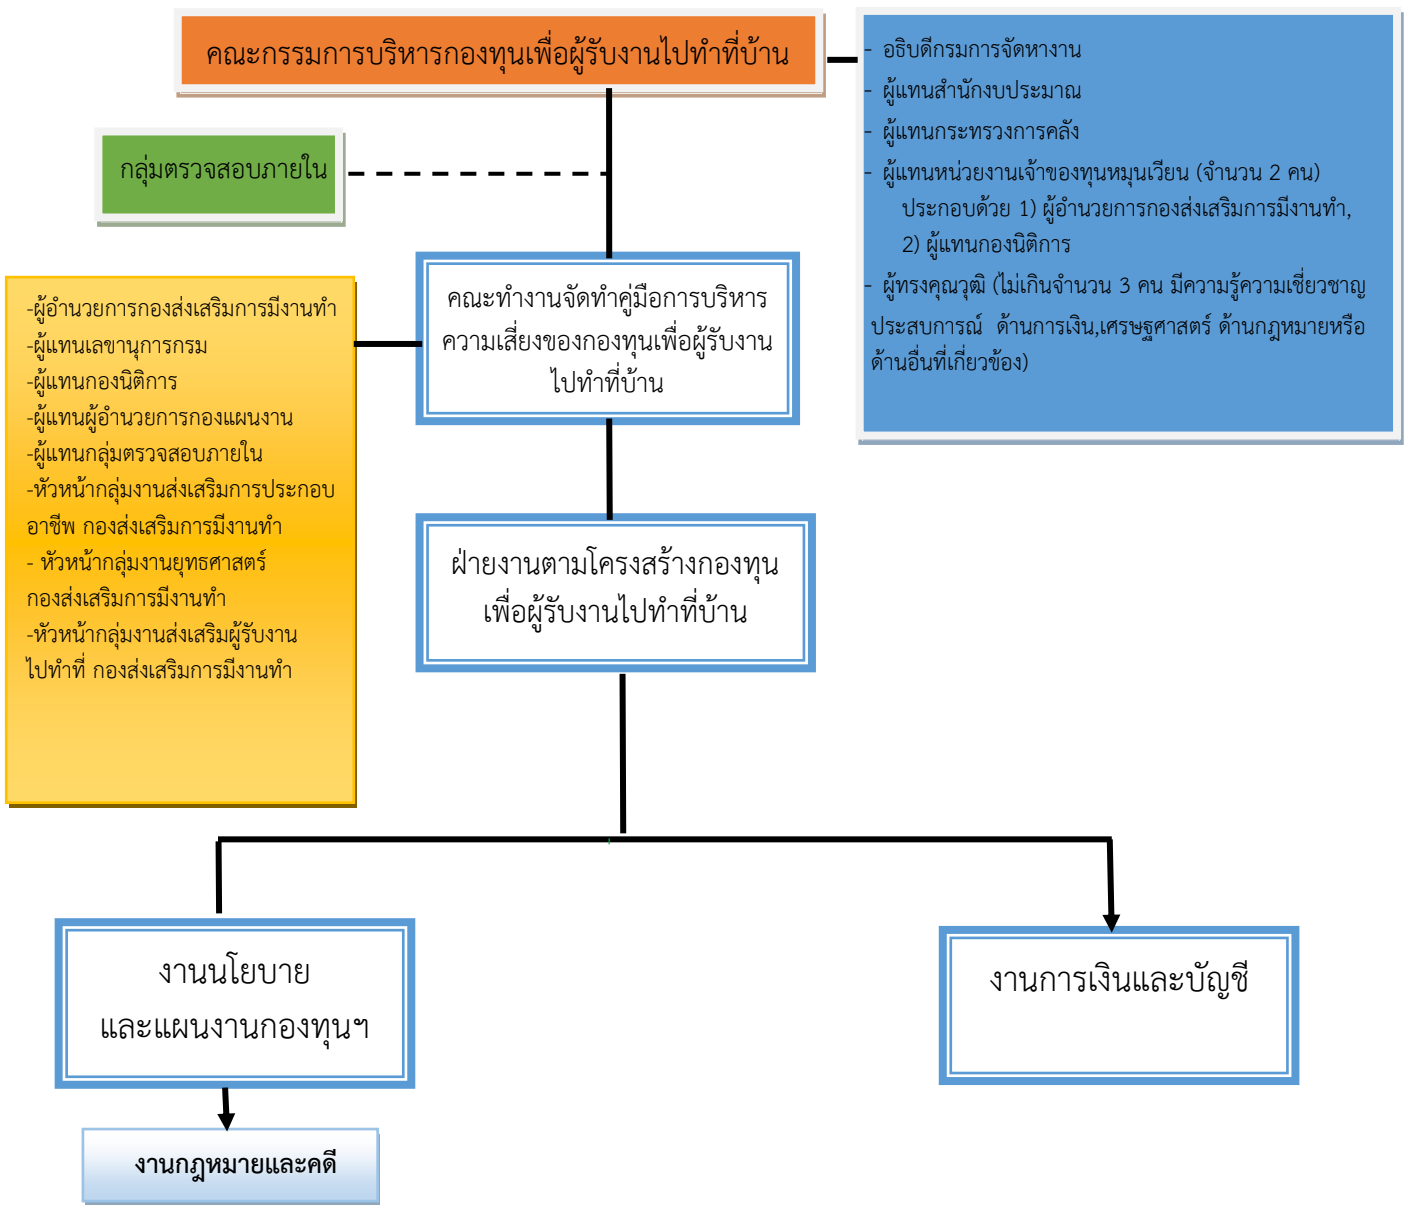 คณะกรรมการบริหารกองทุนเพื่อผู้รับงานไปทำที่บ้าน
- อธิบดีกรมการจัดหางาน
- ผู้แทนสำนักงบประมาณ
- ผู้แทนกระทรวงการคลัง
- ผู้แทนหน่วยงานเจ้าของทุนหมุนเวียน (จำนวน 2 คน)
ประกอบด้วย 1) ผู้อำนวยการกองส่งเสริมการมีงานทำ,
2) ผู้แทนกองนิติการ
- ผู้ทรงคุณวุฒิ (ไม่เกินจำนวน 3 คน มีความรู้ความเชี่ยวชาญ
ประสบการณ์ ด้านการเงิน,เศรษฐศาสตร์ ด้านกฎหมายหรือ
ด้านอื่นที่เกี่ยวข้อง)
กลุ่มตรวจสอบภายใน
คณะทำงานจัดทำคู่มือการบริหาร
ความเสี่ยงของกองทุนเพื่อผู้รับงาน
ไปทำที่บ้าน
-ผู้อำนวยการกองส่งเสริมการมีงานทำ
-ผู้แทนเลขานุการกรม
-ผู้แทนกองนิติการ
-ผู้แทนผู้อำนวยการกองแผนงาน
-ผู้แทนกลุ่มตรวจสอบภายใน
-หัวหน้ากลุ่มงานส่งเสริมการประกอบ
อาชีพ กองส่งเสริมการมีงานทำ
- หัวหน้ากลุ่มงานยุทธศาสตร์
กองส่งเสริมการมีงานทำ
-หัวหน้ากลุ่มงานส่งเสริมผู้รับงาน
ไปทำที่ กองส่งเสริมการมีงานทำ
ฝ่ายงานตามโครงสร้างกองทุน
เพื่อผู้รับงานไปทำที่บ้าน
งานนโยบาย
และแผนงานกองทุนฯ
งานการเงินและบัญชี
งานกฎหมายและคดี